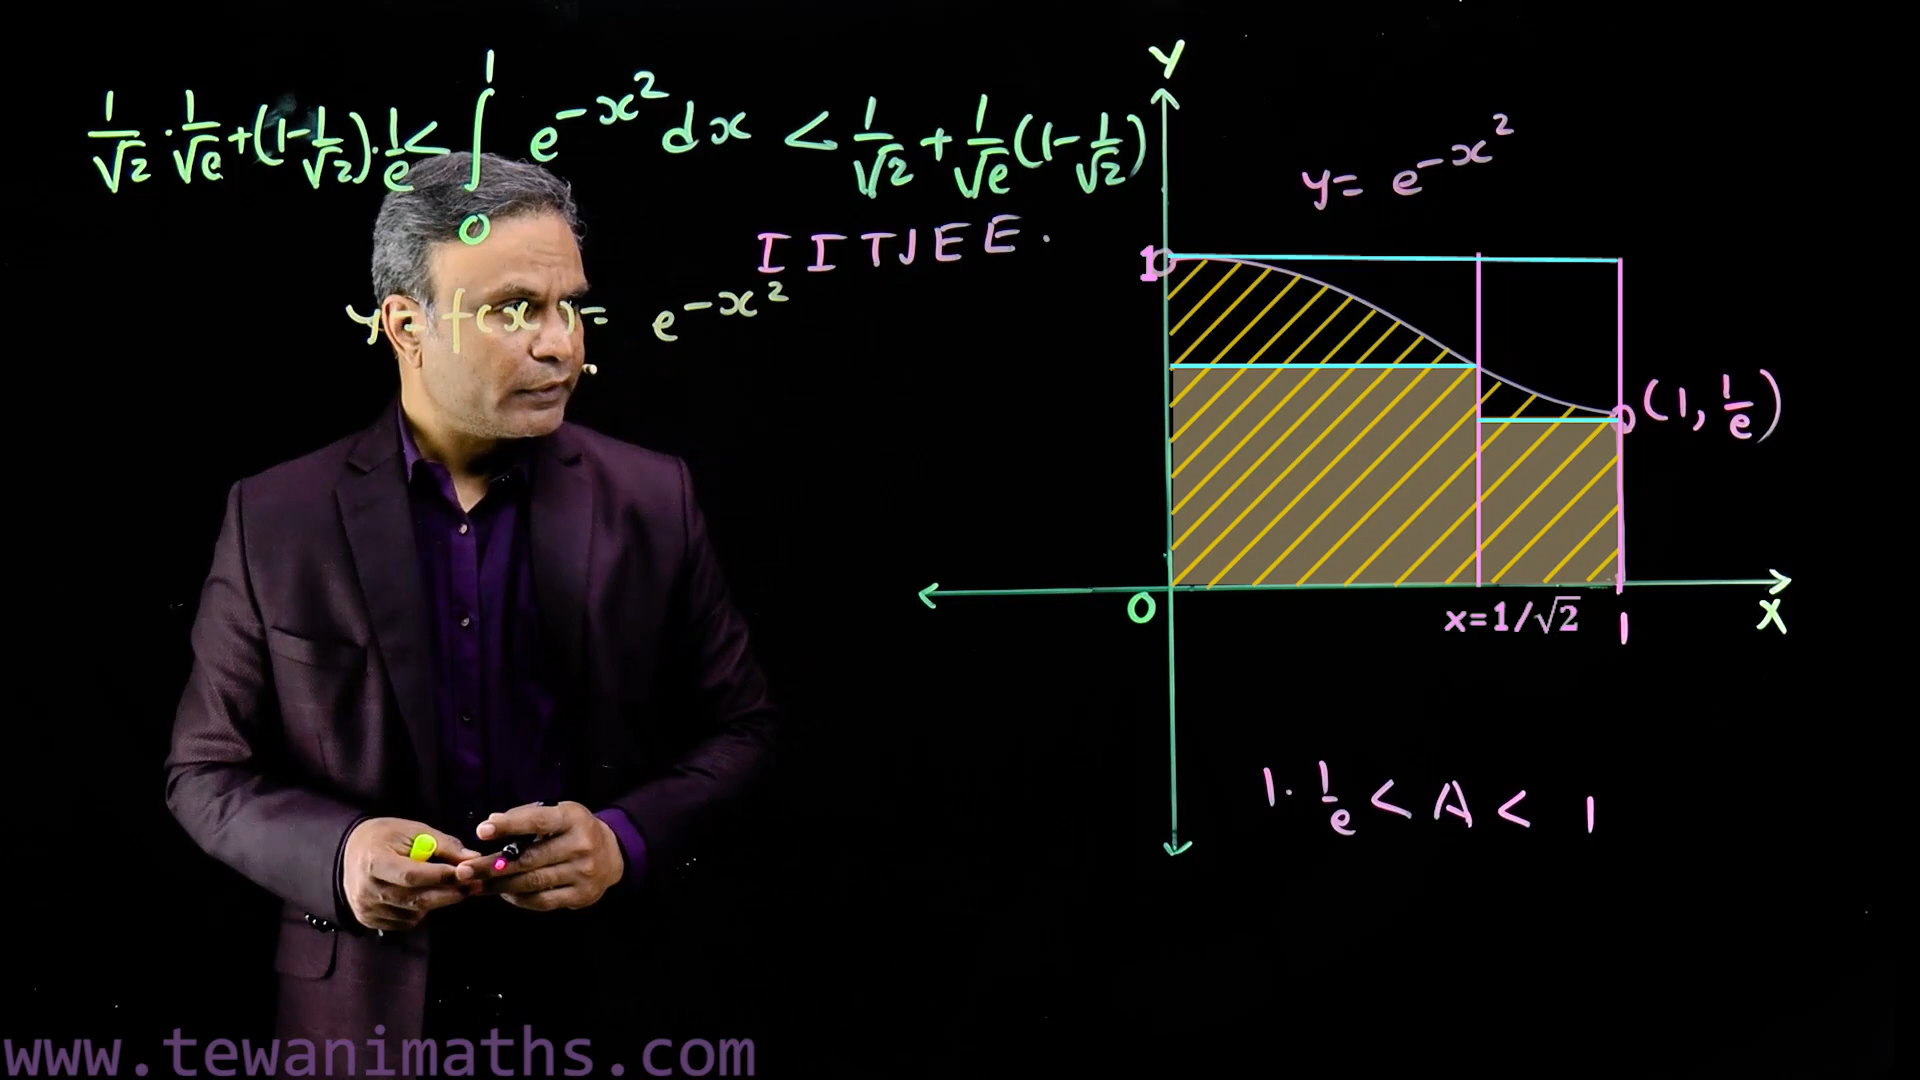 1/√2 · 1/√e + (1 - 1/√2) · 1/e < ∫₀¹ e^{-x²} dx < 1/√2 + 1/√e (1 - 1/√2)
IITJEE.
y = f(x) = e^{-x²}
Y
y = e^{-x²}
1
(1, 1/e)
O
x=1/√2
1
X
1 · 1/e < A < 1
www.tewanimaths.com